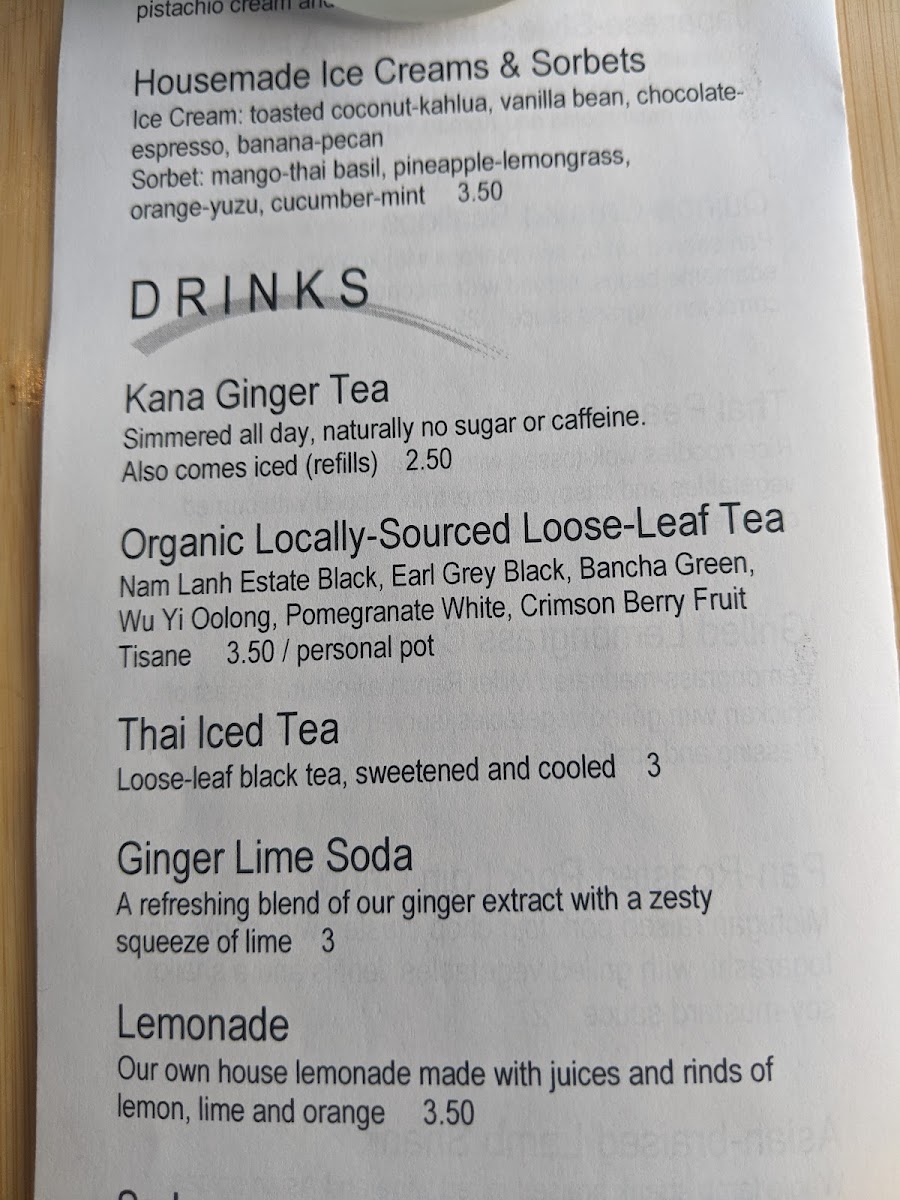 pistachio cream and
Housemade Ice Creams & Sorbets
Ice Cream: toasted coconut-kahlua, vanilla bean, chocolate-
espresso, banana-pecan
Sorbet: mango-thai basil, pineapple-lemongrass,
orange-yuzu, cucumber-mint 3.50
DRINKS
Kana Ginger Tea
Simmered all day, naturally no sugar or caffeine.
Also comes iced (refills) 2.50
Organic Locally-Sourced Loose-Leaf Tea
Nam Lanh Estate Black, Earl Grey Black, Bancha Green,
Wu Yi Oolong, Pomegranate White, Crimson Berry Fruit
Tisane 3.50 / personal pot
Thai Iced Tea
Loose-leaf black tea, sweetened and cooled 3
Ginger Lime Soda
A refreshing blend of our ginger extract with a zesty
squeeze of lime 3
Lemonade
Our own house lemonade made with juices and rinds of
lemon, lime and orange 3.50